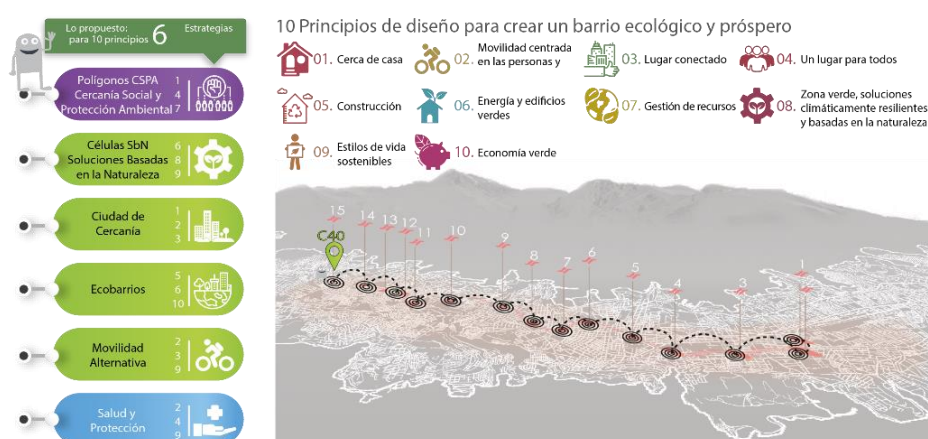 Lo propuesto:
para 10 principios
6
Estrategias
Polígonos CSPA
Cercanía Social y
Protección Ambiental
1
4
7
Células SbN
Soluciones Basadas
en la Naturaleza
6
8
9
Ciudad de
Cercanía
1
2
3
Ecobarrios
5
6
10
Movilidad
Alternativa
2
3
9
Salud y
Protección
2
4
9
10 Principios de diseño para crear un barrio ecológico y próspero
01. Cerca de casa
02. Movilidad centrada
en las personas y
03. Lugar conectado
04. Un lugar para todos
05. Construcción
06. Energía y edificios
verdes
07. Gestión de recursos
08. Zona verde, soluciones
climáticamente resilientes
y basadas en la naturaleza
09. Estilos de vida
sostenibles
10. Economía verde
15
14
13
12
11
10
9
8
7
6
5
3
1
C40